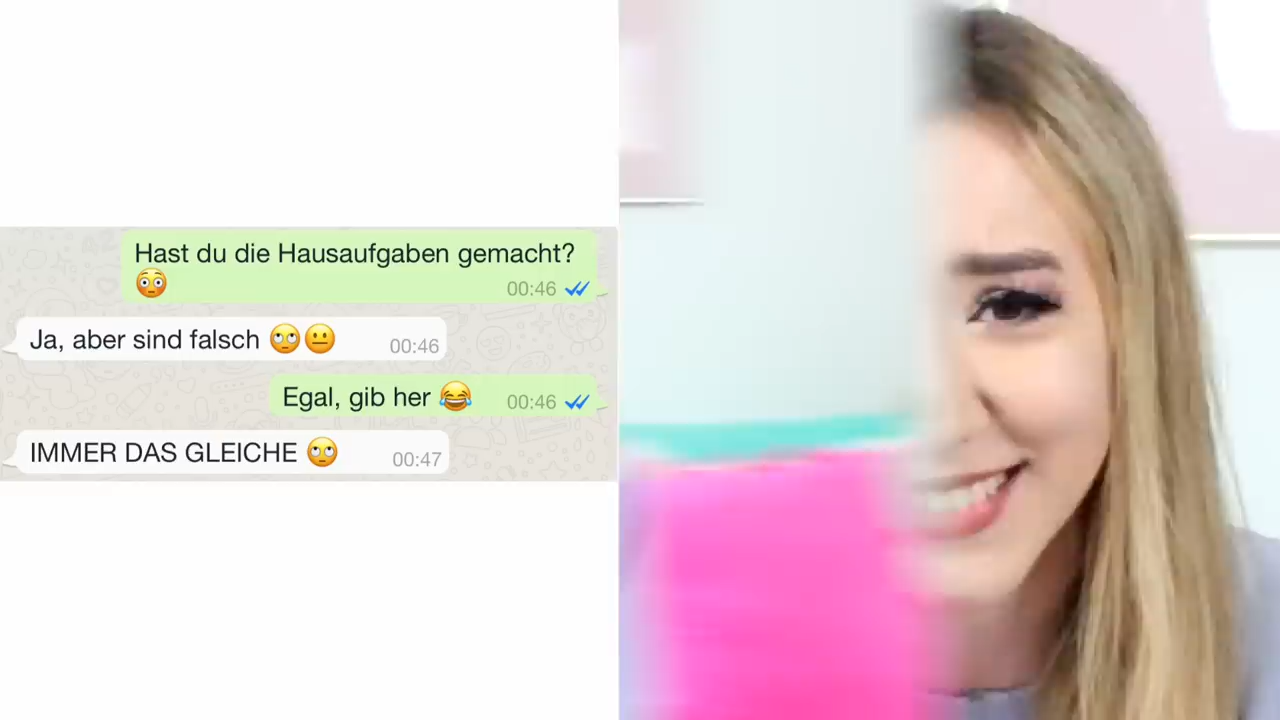 Hast du die Hausaufgaben gemacht?
😳
00:46
Ja, aber sind falsch 🙄😐
00:46
Egal, gib her 😂
00:46
IMMER DAS GLEICHE 🙄
00:47